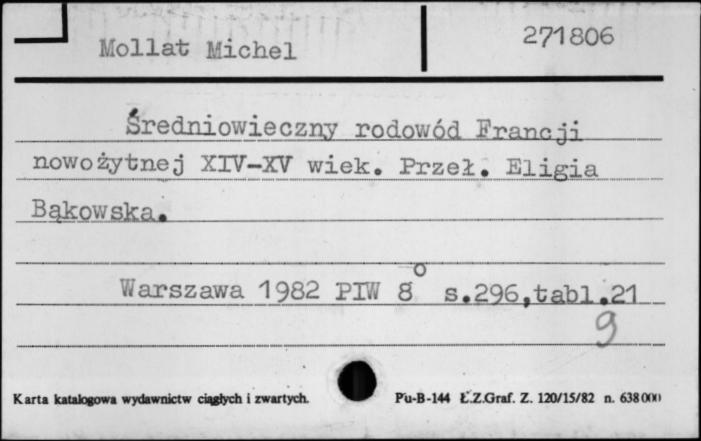 Mollat Michel 271806
Średniowieczny rodowód Francji
nowożytnej XIV-XV wiek. Przeł. Eligia
Bąkowska.
Warszawa 1982 PIW 8° s.296,tabl.21
9
Karta katalogowa wydawnictw ciągłych i zwartych. Pu-B-144 Ł.Z.Graf. Z. 120/15/82 n. 638000